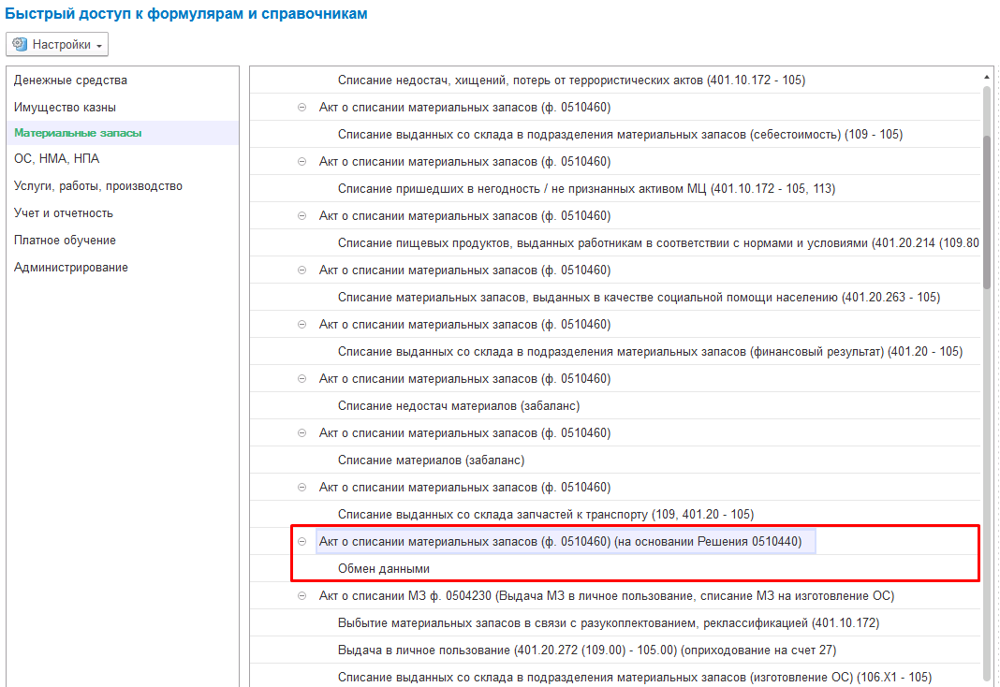 Быстрый доступ к формулярам и справочникам
Настройки
Денежные средства
Имущество казны
Материальные запасы
ОС, НМА, НПА
Услуги, работы, производство
Учет и отчетность
Платное обучение
Администрирование
Списание недостач, хищений, потерь от террористических актов (401.10.172 - 105)
Акт о списании материальных запасов (ф. 0510460)
Списание выданных со склада в подразделения материальных запасов (себестоимость) (109 - 105)
Акт о списании материальных запасов (ф. 0510460)
Списание пришедших в негодность / не признанных активом МЦ (401.10.172 - 105, 113)
Акт о списании материальных запасов (ф. 0510460)
Списание пищевых продуктов, выданных работникам в соответствии с нормами и условиями (401.20.214 (109.80
Акт о списании материальных запасов (ф. 0510460)
Списание материальных запасов, выданных в качестве социальной помощи населению (401.20.263 - 105)
Акт о списании материальных запасов (ф. 0510460)
Списание выданных со склада в подразделения материальных запасов (финансовый результат) (401.20 - 105)
Акт о списании материальных запасов (ф. 0510460)
Списание недостач материалов (забаланс)
Акт о списании материальных запасов (ф. 0510460)
Списание материалов (забаланс)
Акт о списании материальных запасов (ф. 0510460)
Списание выданных со склада запчастей к транспорту (109, 401.20 - 105)
Акт о списании материальных запасов (ф. 0510460) (на основании Решения 0510440)
Обмен данными
Акт о списании МЗ ф. 0504230 (Выдача МЗ в личное пользование, списание МЗ на изготовление ОС)
Выбытие материальных запасов в связи с разукоплектованием, реклассификацией (401.10.172)
Выдача в личное пользование (401.20.272 (109.00) - 105.00) (оприходование на счет 27)
Списание выданных со склада в подразделения материальных запасов (изготовление ОС) (106.Х1 - 105)